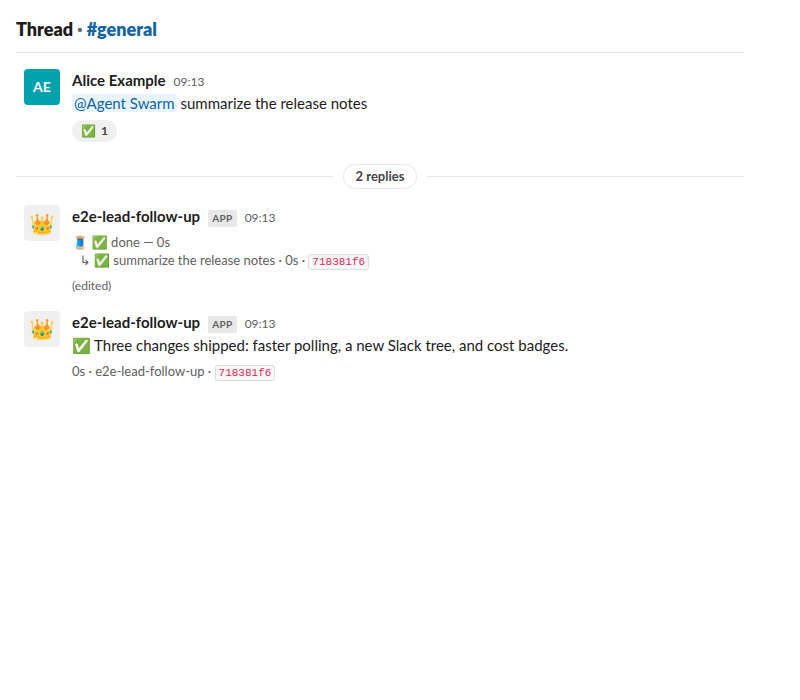 Thread • #general
AE
Alice Example 09:13
@Agent Swarm summarize the release notes
✅ 1
2 replies
e2e-lead-follow-up APP 09:13
🧵 ✅ done — 0s
↳ ✅ summarize the release notes · 0s · 718381f6
(edited)
e2e-lead-follow-up APP 09:13
✅ Three changes shipped: faster polling, a new Slack tree, and cost badges.
0s · e2e-lead-follow-up · 718381f6